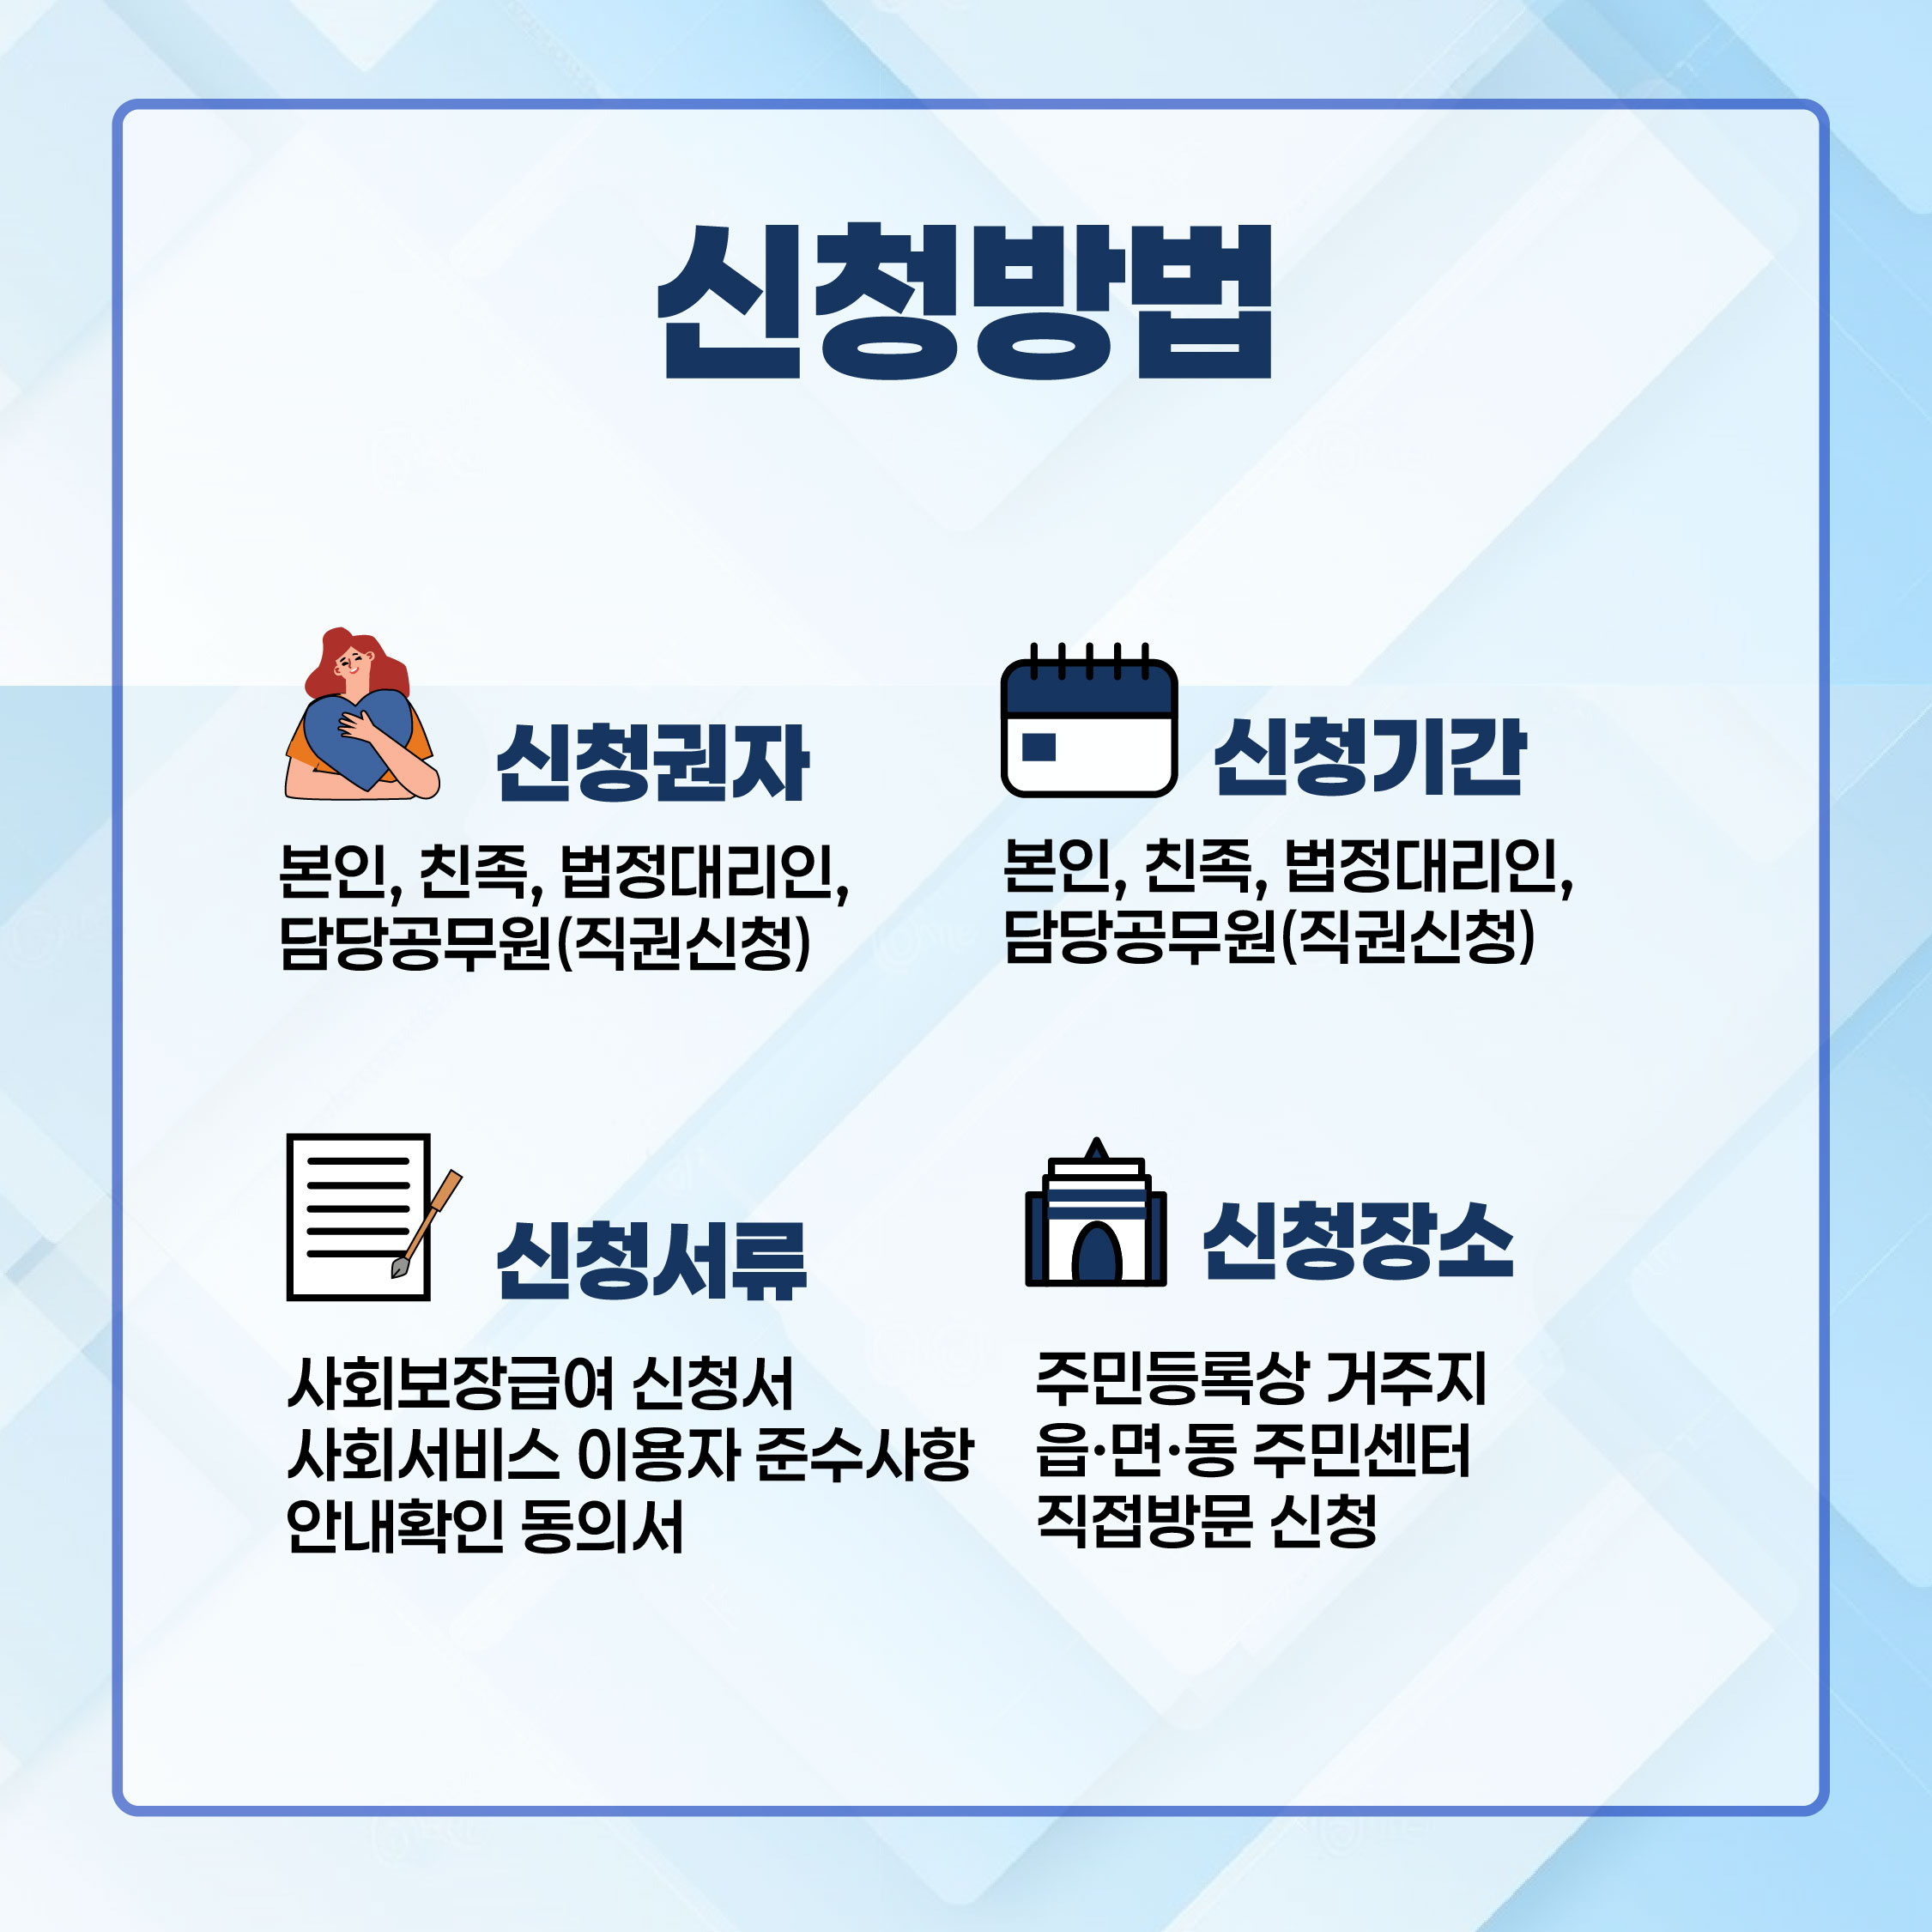 신청방법
신청권자
본인, 친족, 법정대리인,
담당공무원(직권신청)
신청기간
본인, 친족, 법정대리인,
담당공무원(직권신청)
신청서류
사회보장급여 신청서
사회서비스 이용자 준수사항
안내확인 동의서
신청장소
주민등록상 거주지
읍·면·동 주민센터
직접방문 신청